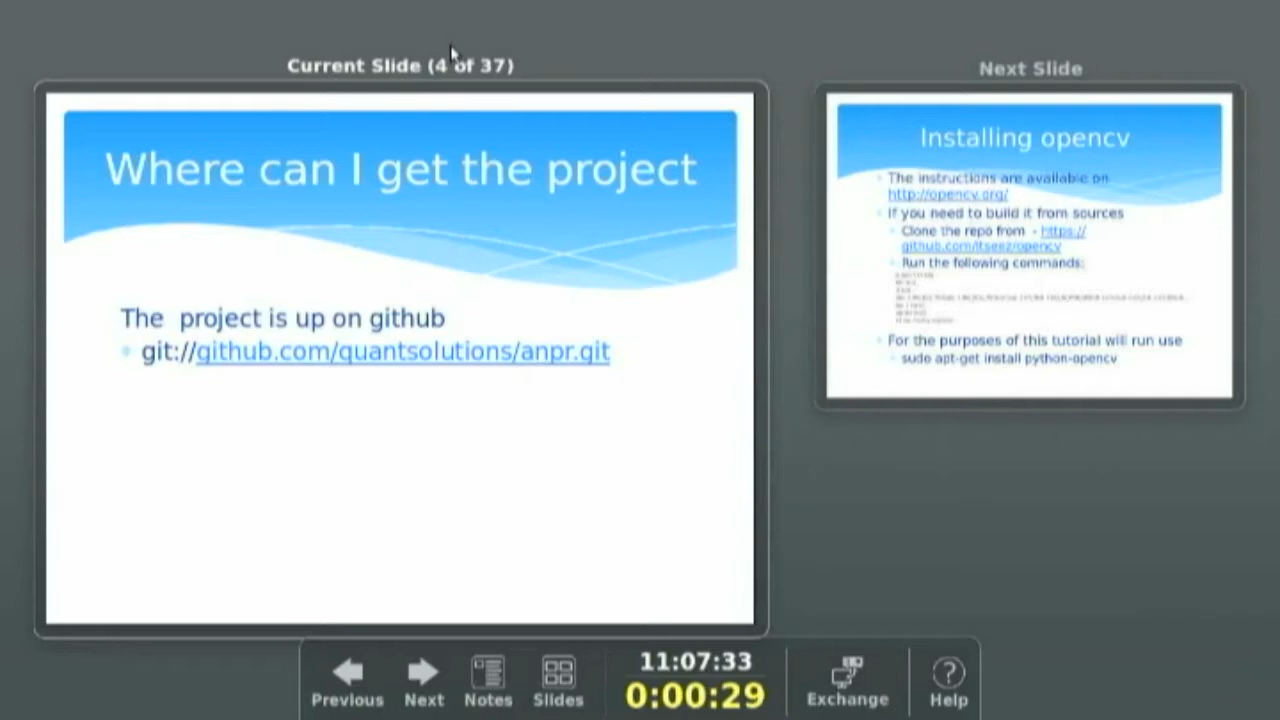 Current Slide (4 of 37)
Where can I get the project
The project is up on github
git://github.com/quantsolutions/anpr.git
Next Slide
Installing opencv
The instructions are available on
http://opencv.org/
If you need to build it from sources
Clone the repo from - https://
github.com/Itseez/opencv
Run the following commands:
For the purposes of this tutorial will run use
sudo apt-get install python-opencv
Previous
Next
Notes
Slides
11:07:33
0:00:29
Exchange
Help